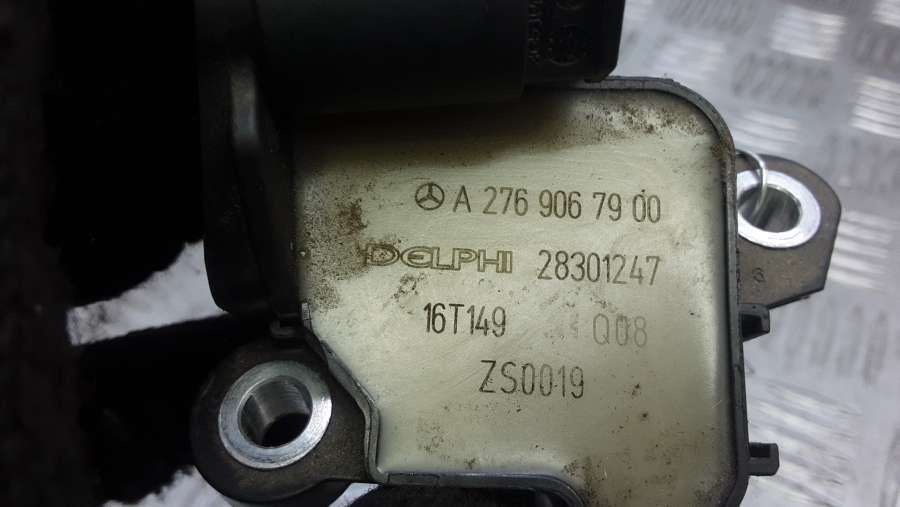 A 276 906 79 00
DELPHI 28301247
16T149 Q08
ZS0019